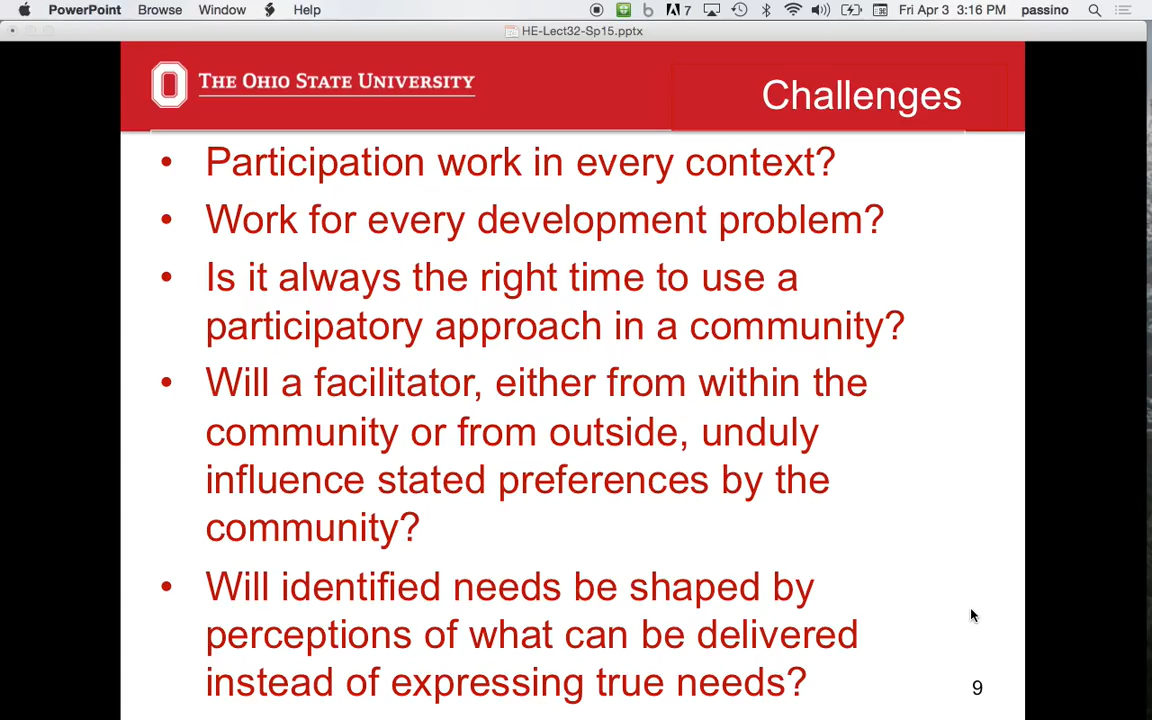 PowerPoint Browse Window Help 7 Fri Apr 3 3:16 PM passino
HE-Lect32-Sp15.pptx
THE OHIO STATE UNIVERSITY
Challenges
• Participation work in every context?
• Work for every development problem?
• Is it always the right time to use a
participatory approach in a community?
• Will a facilitator, either from within the
community or from outside, unduly
influence stated preferences by the
community?
• Will identified needs be shaped by
perceptions of what can be delivered
instead of expressing true needs?
9